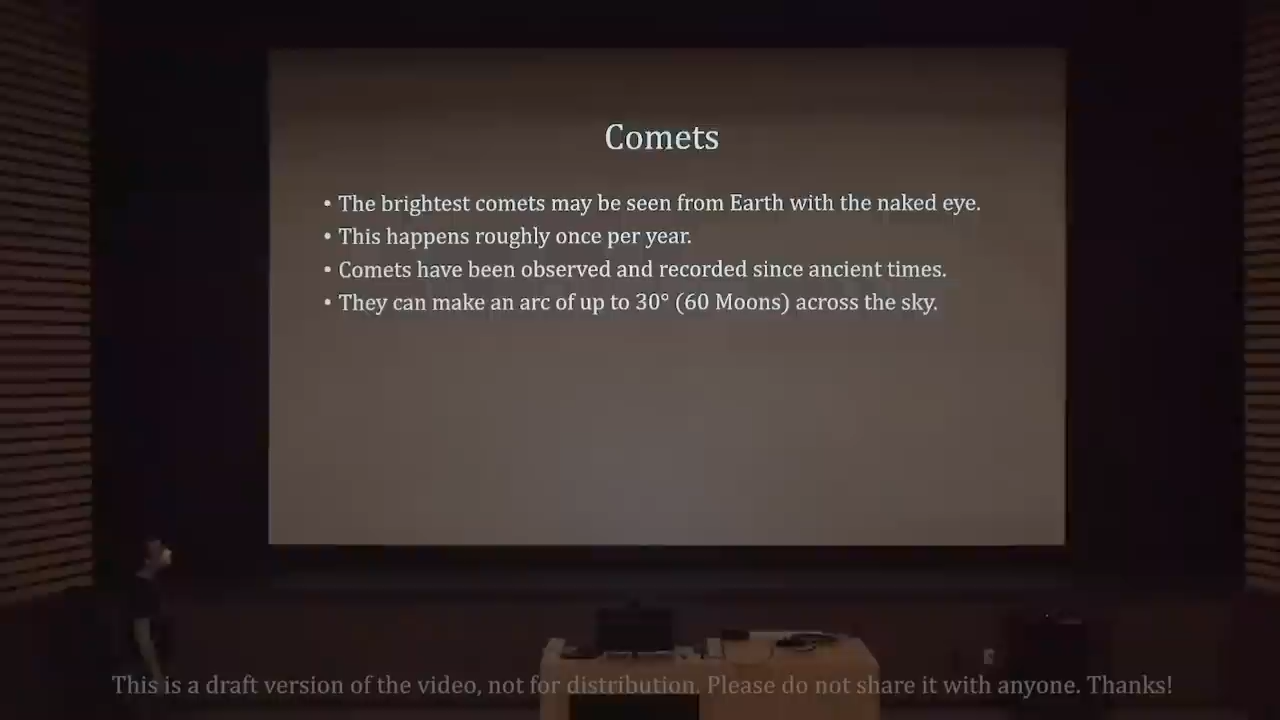 Comets
• The brightest comets may be seen from Earth with the naked eye.
• This happens roughly once per year.
• Comets have been observed and recorded since ancient times.
• They can make an arc of up to 30° (60 Moons) across the sky.
This is a draft version of the video, not for distribution. Please do not share it with anyone. Thanks!